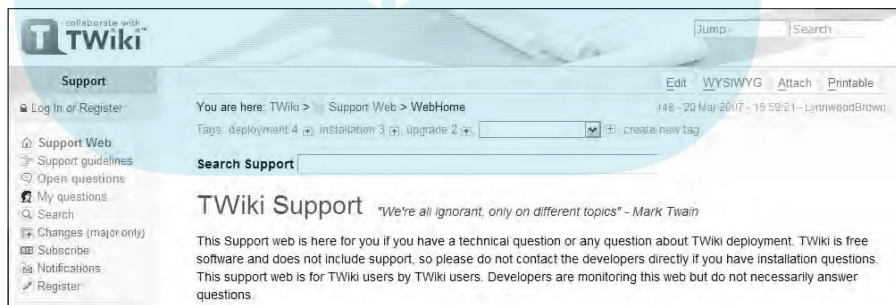 collaborate with
TWiki™
Jump
Search
Support
Edit WYSIWYG Attach Printable
Log In or Register
You are here: TWiki > Support Web > WebHome
r48 - 20 Mar 2007 - 15:59:21 - LynnwoodBrown
Tags: deployment 4 installation 3 upgrade 2 create new tag
Search Support
Support Web
Support guidelines
Open questions
My questions
Search
Changes (major only)
Subscribe
Notifications
Register
TWiki Support "We're all ignorant, only on different topics" - Mark Twain
This Support web is here for you if you have a technical question or any question about TWiki deployment. TWiki is free
software and does not include support, so please do not contact the developers directly if you have installation questions.
This support web is for TWiki users by TWiki users. Developers are monitoring this web but do not necessarily answer
questions.